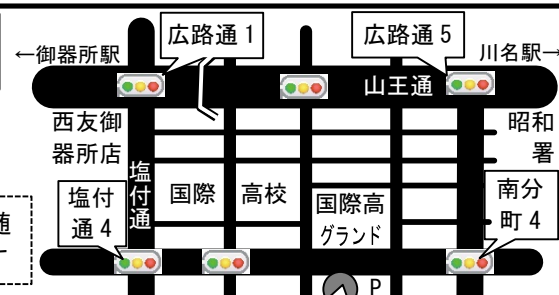 広路通 1
広路通 5
←御器所駅
川名駅→
山王通
西友御
器所店
昭和
署
塩付通
国際
高校
国際高
グランド
塩付
通 4
南分
町 4
P